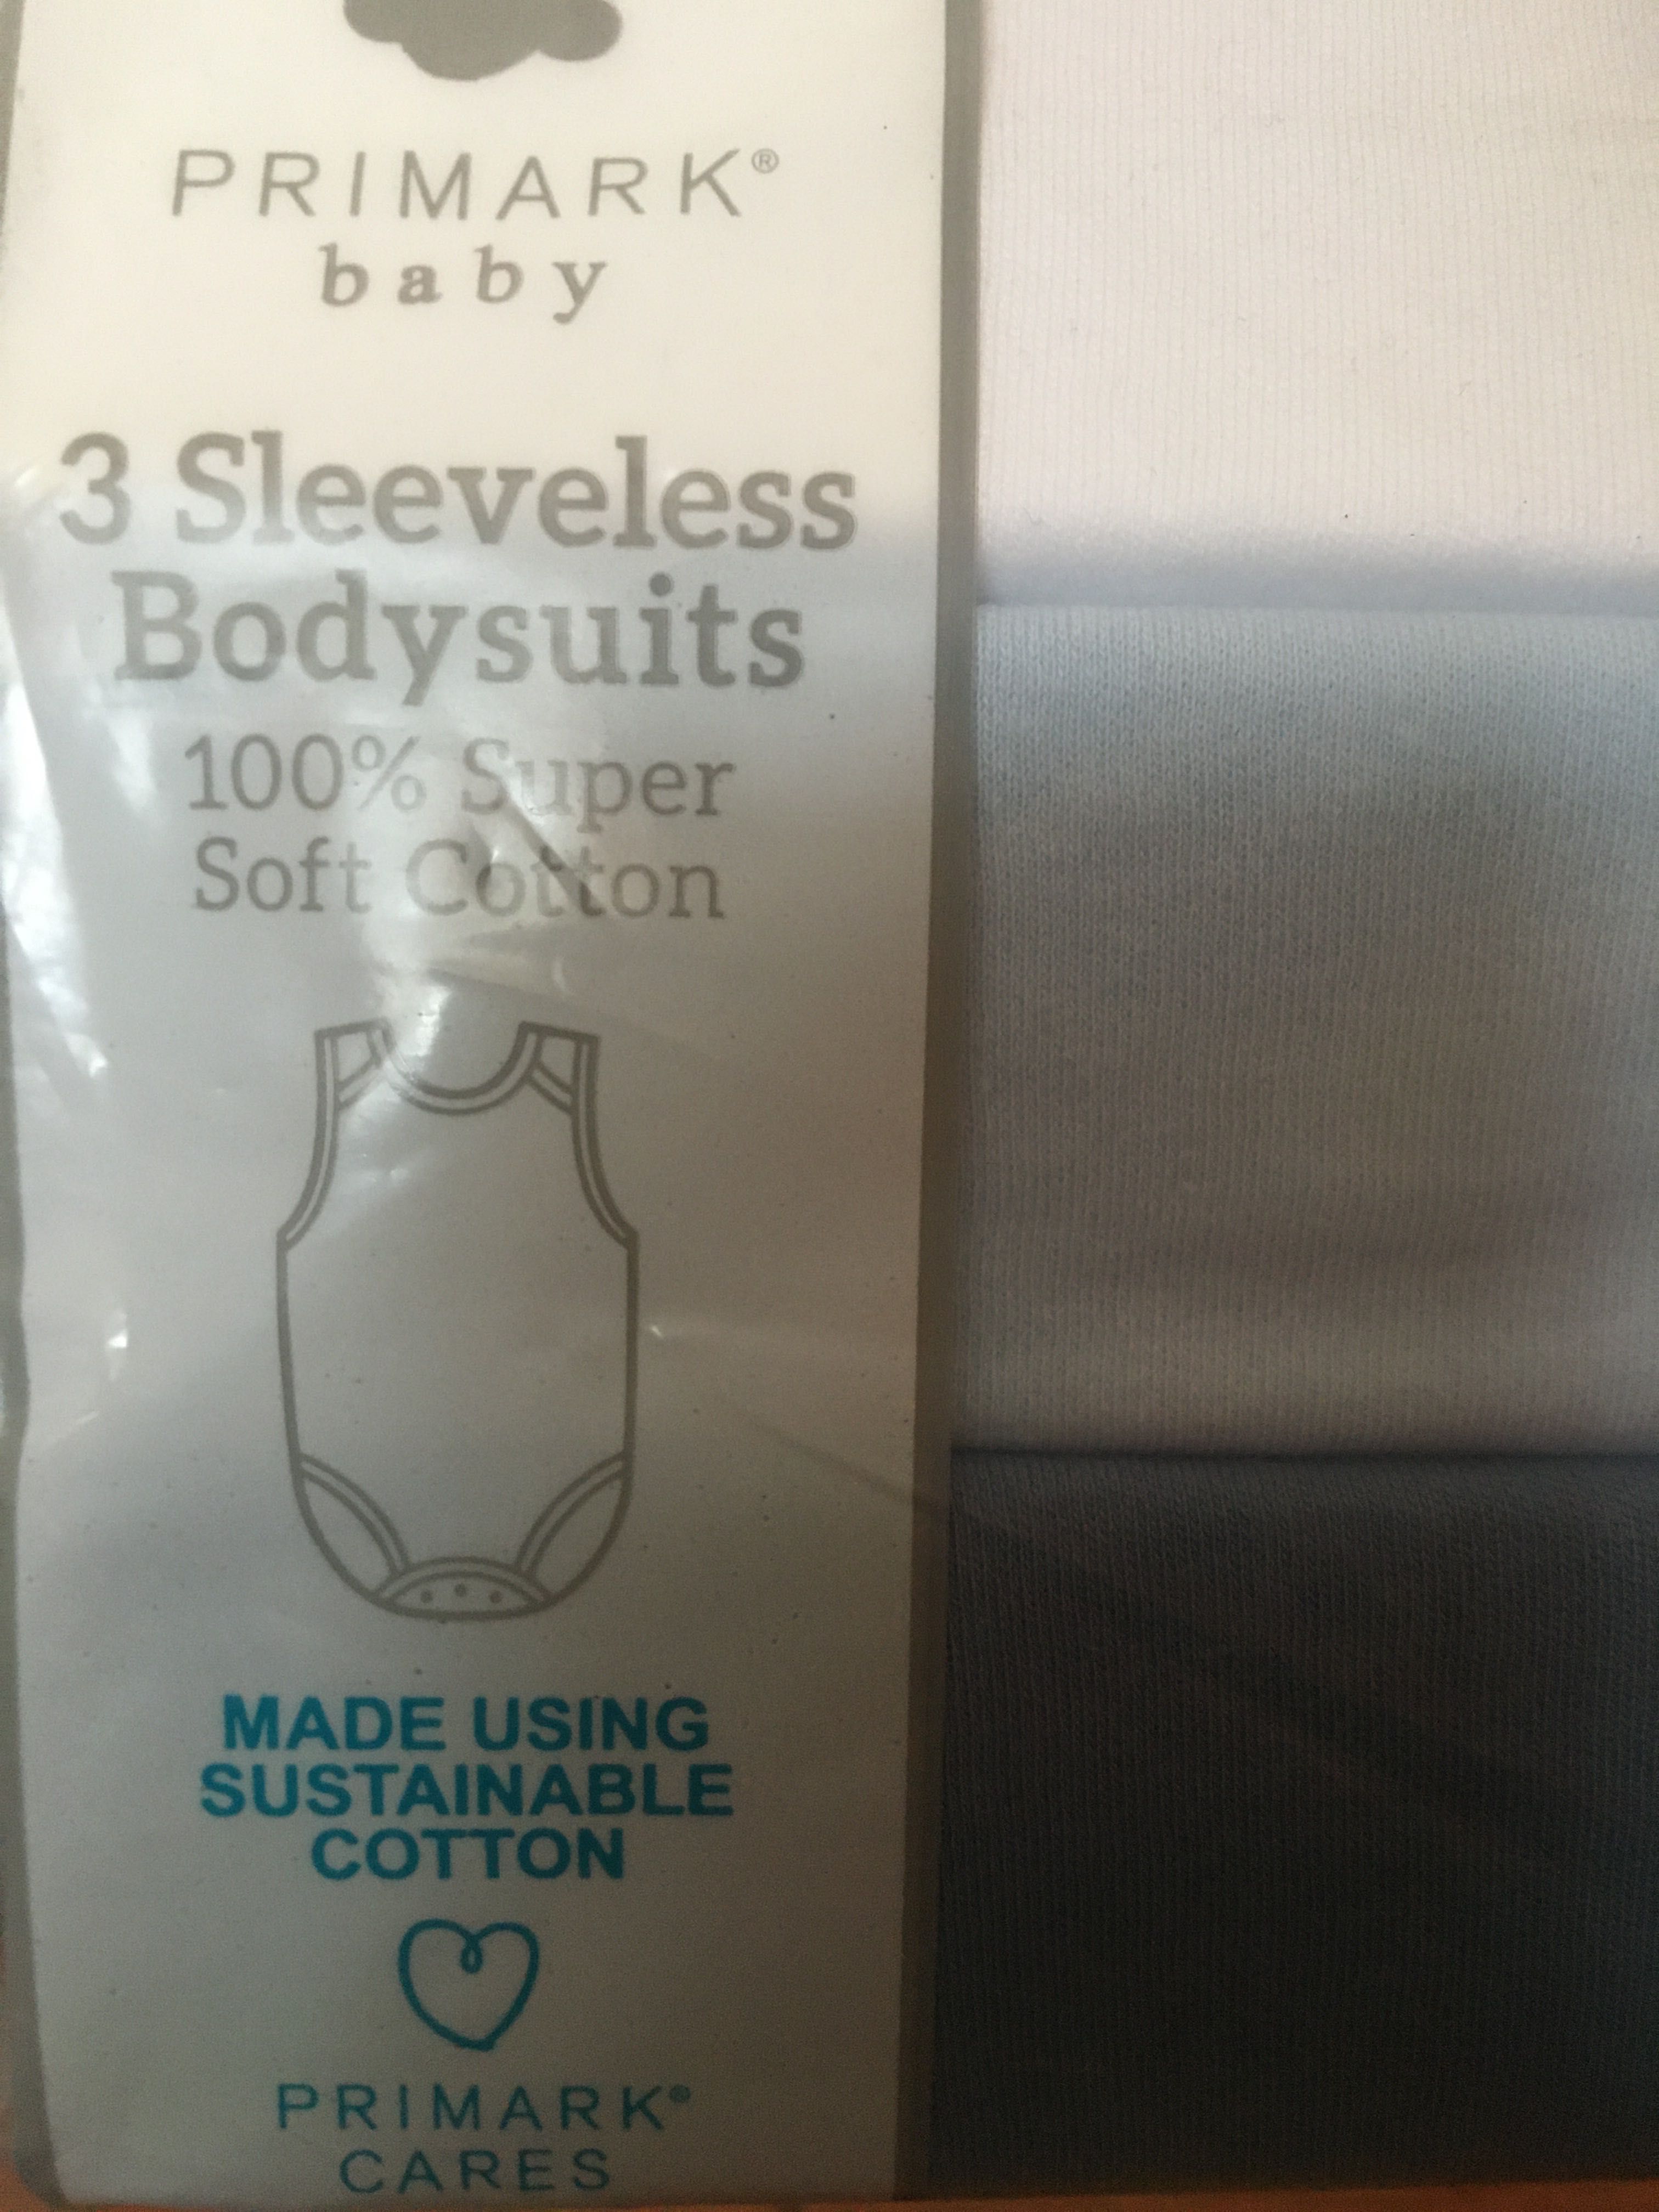 PRIMARK®
baby
3 Sleeveless
Bodysuits
100% Super
Soft Cotton
MADE USING
SUSTAINABLE
COTTON
PRIMARK®
CARES